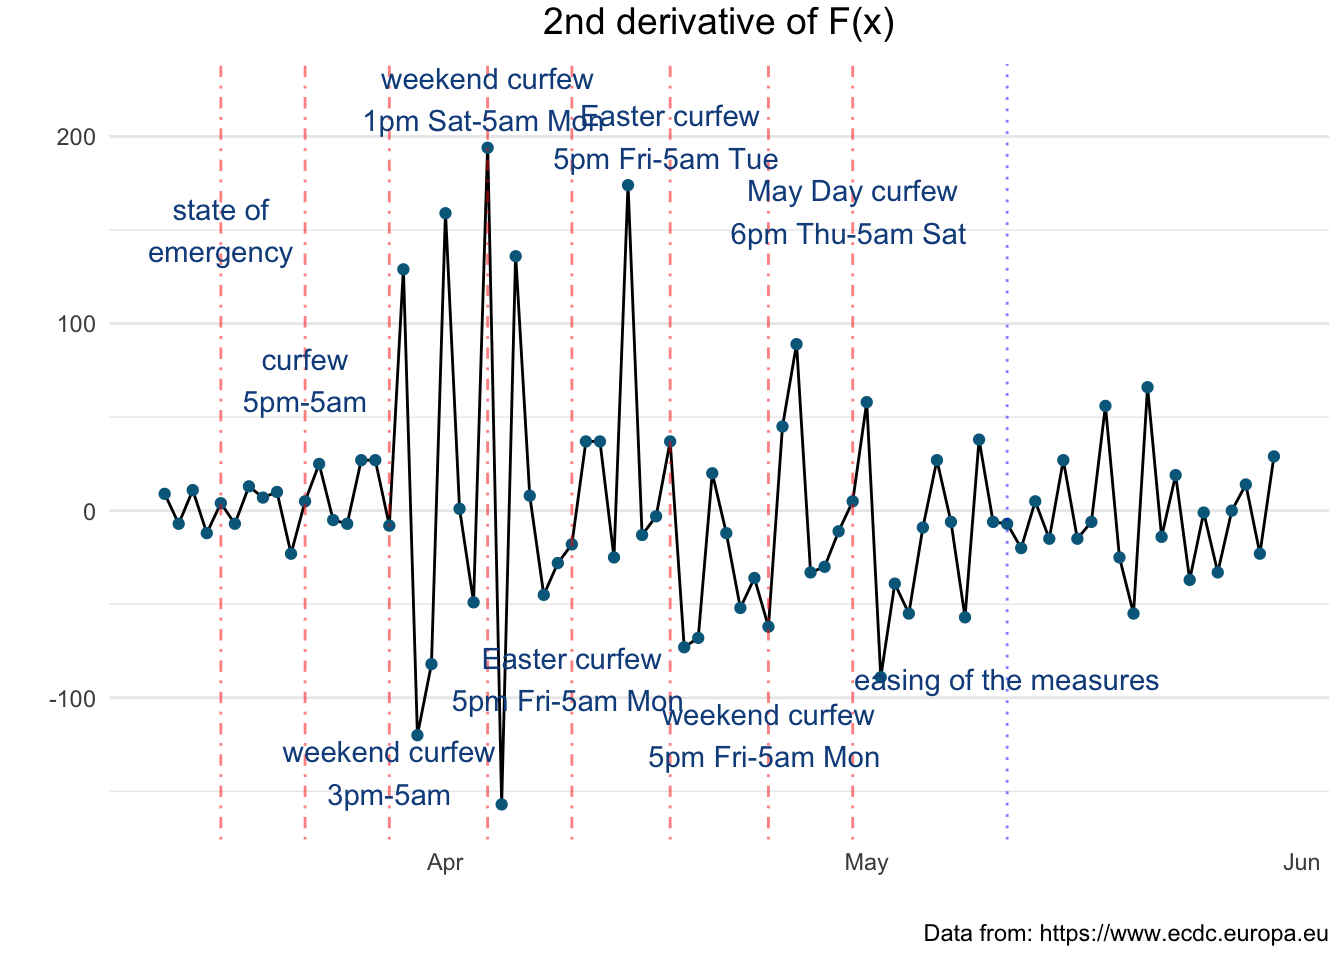 2nd derivative of F(x)
weekend curfew
1pm Sat-5am Mon
Easter curfew
5pm Fri-5am Tue
May Day curfew
6pm Thu-5am Sat
state of
emergency
curfew
5pm-5am
Easter curfew
5pm Fri-5am Mon
easing of the measures
weekend curfew
5pm Fri-5am Mon
weekend curfew
3pm-5am
200
100
0
-100
Apr
May
Jun
Data from: https://www.ecdc.europa.eu